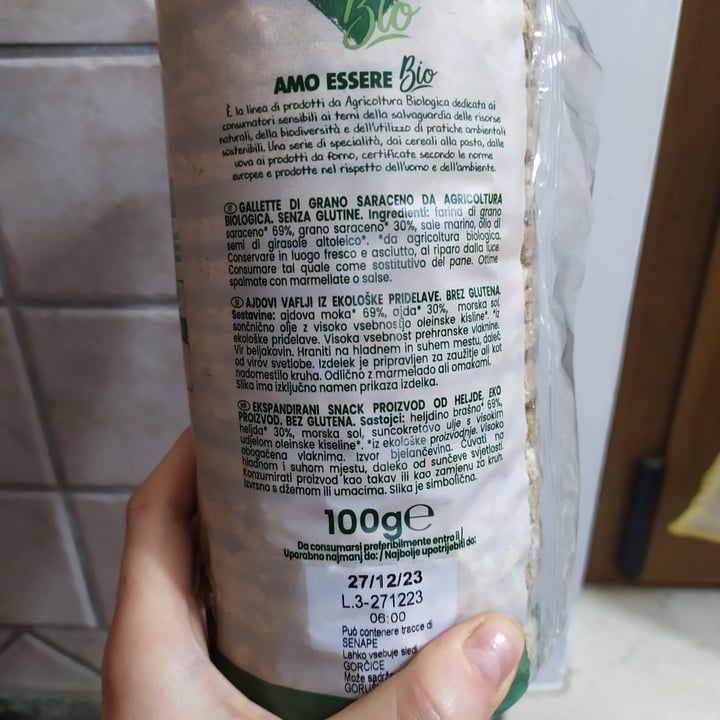 Bio
AMO ESSERE Bio
È la linea di prodotti da Agricoltura Biologica dedicata ai
consumatori sensibili ai temi della salvaguardia delle risorse
naturali, della biodiversità e dell'utilizzo di pratiche ambientali
sostenibili. Una serie di specialità, dai cereali alla pasta, dalle
uova ai prodotti da forno, certificate secondo le norme
europee e prodotte nel rispetto dell'uomo e dell'ambiente.
IT GALLETTE DI GRANO SARACENO DA AGRICOLTURA
BIOLOGICA. SENZA GLUTINE. Ingredienti: farina di grano
saraceno* 69%, grano saraceno* 30%, sale marino, olio di
semi di girasole altoleico*. *da agricoltura biologica.
Conservare in luogo fresco e asciutto, al riparo dalla luce.
Consumare tal quale come sostitutivo del pane. Ottime
spalmate con marmellate o salse.
SI AJDOVI VAFLJI IZ EKOLOŠKE PRIDELAVE. BREZ GLUTENA.
Sestavine: ajdova moka* 69%, ajda* 30%, morska sol,
sončnično olje z visoko vsebnostjo oleinske kisline*. *iz
ekološke pridelave. Visoka vsebnost prehranske vlaknine.
Vir beljakovin. Hraniti na hladnem in suhem mestu, daleč
od virov svetlobe. Izdelek je pripravljen za zaužitje ali kot
nadomestilo kruha. Odlično z marmelado ali omakami.
Slika ima izključno namen prikaza izdelka.
HR EKSPANDIRANI SNACK PROIZVOD OD HELJDE, EKO
PROIZVOD. BEZ GLUTENA. Sastojci: heljdino brašno* 69%,
heljda* 30%, morska sol, suncokretovo ulje s visokim
udjelom oleinske kiseline*. *iz ekološke proizvodnje. Visoko
obogaćena vlaknima. Izvor bjelančevina. Čuvati na
hladnom i suhom mjestu, daleko od sunčeve svjetlosti.
Konzumirati proizvod kao takav ili kao zamjenu za kruh.
Izvrsno s džemom ili umacima. Slika je simbolična.
100g℮
Da consumarsi preferibilmente entro il /
Uporabno najmanj do: / Najbolje upotrijebiti do:
27/12/23
L.3-271223
06:00
Può contenere tracce di
SENAPE
Lahko vsebuje sledi
GORČICE
Može